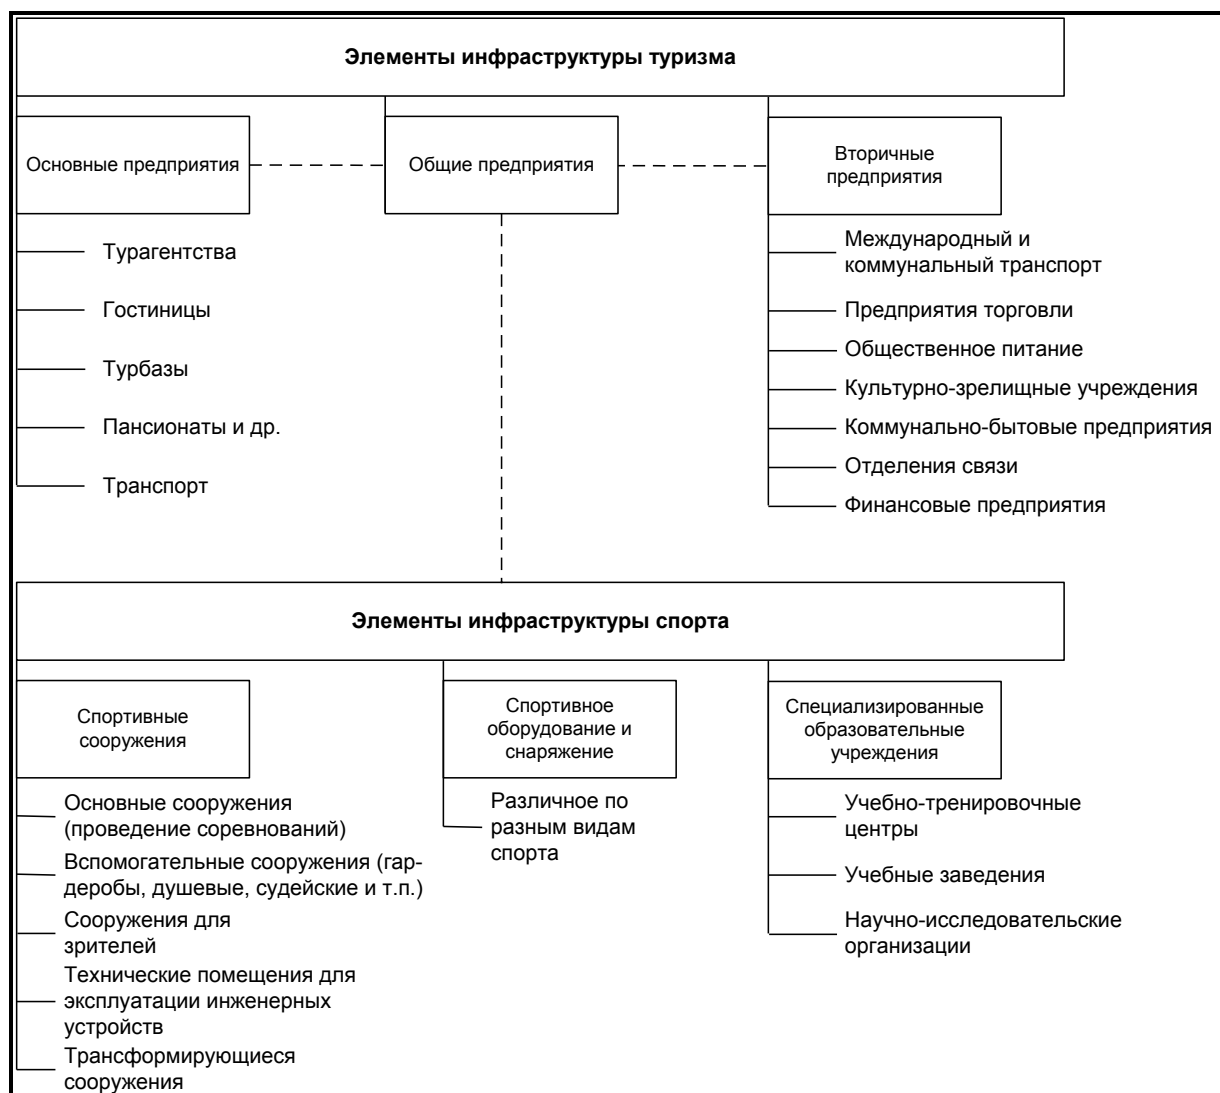 Элементы инфраструктуры туризма
Основные предприятия
Общие предприятия
Вторичные
предприятия
Турагентства
Гостиницы
Турбазы
Пансионаты и др.
Транспорт
Международный и
коммунальный транспорт
Предприятия торговли
Общественное питание
Культурно-зрелищные учреждения
Коммунально-бытовые предприятия
Отделения связи
Финансовые предприятия
Элементы инфраструктуры спорта
Спортивные
сооружения
Спортивное
оборудование и
снаряжение
Специализированные
образовательные
учреждения
Основные сооружения
(проведение соревнований)
Вспомогательные сооружения (гар-
деробы, душевые, судейские и т.п.)
Сооружения для
зрителей
Технические помещения для
эксплуатации инженерных
устройств
Трансформирующиеся
сооружения
Различное по
разным видам
спорта
Учебно-тренировочные
центры
Учебные заведения
Научно-исследовательские
организации